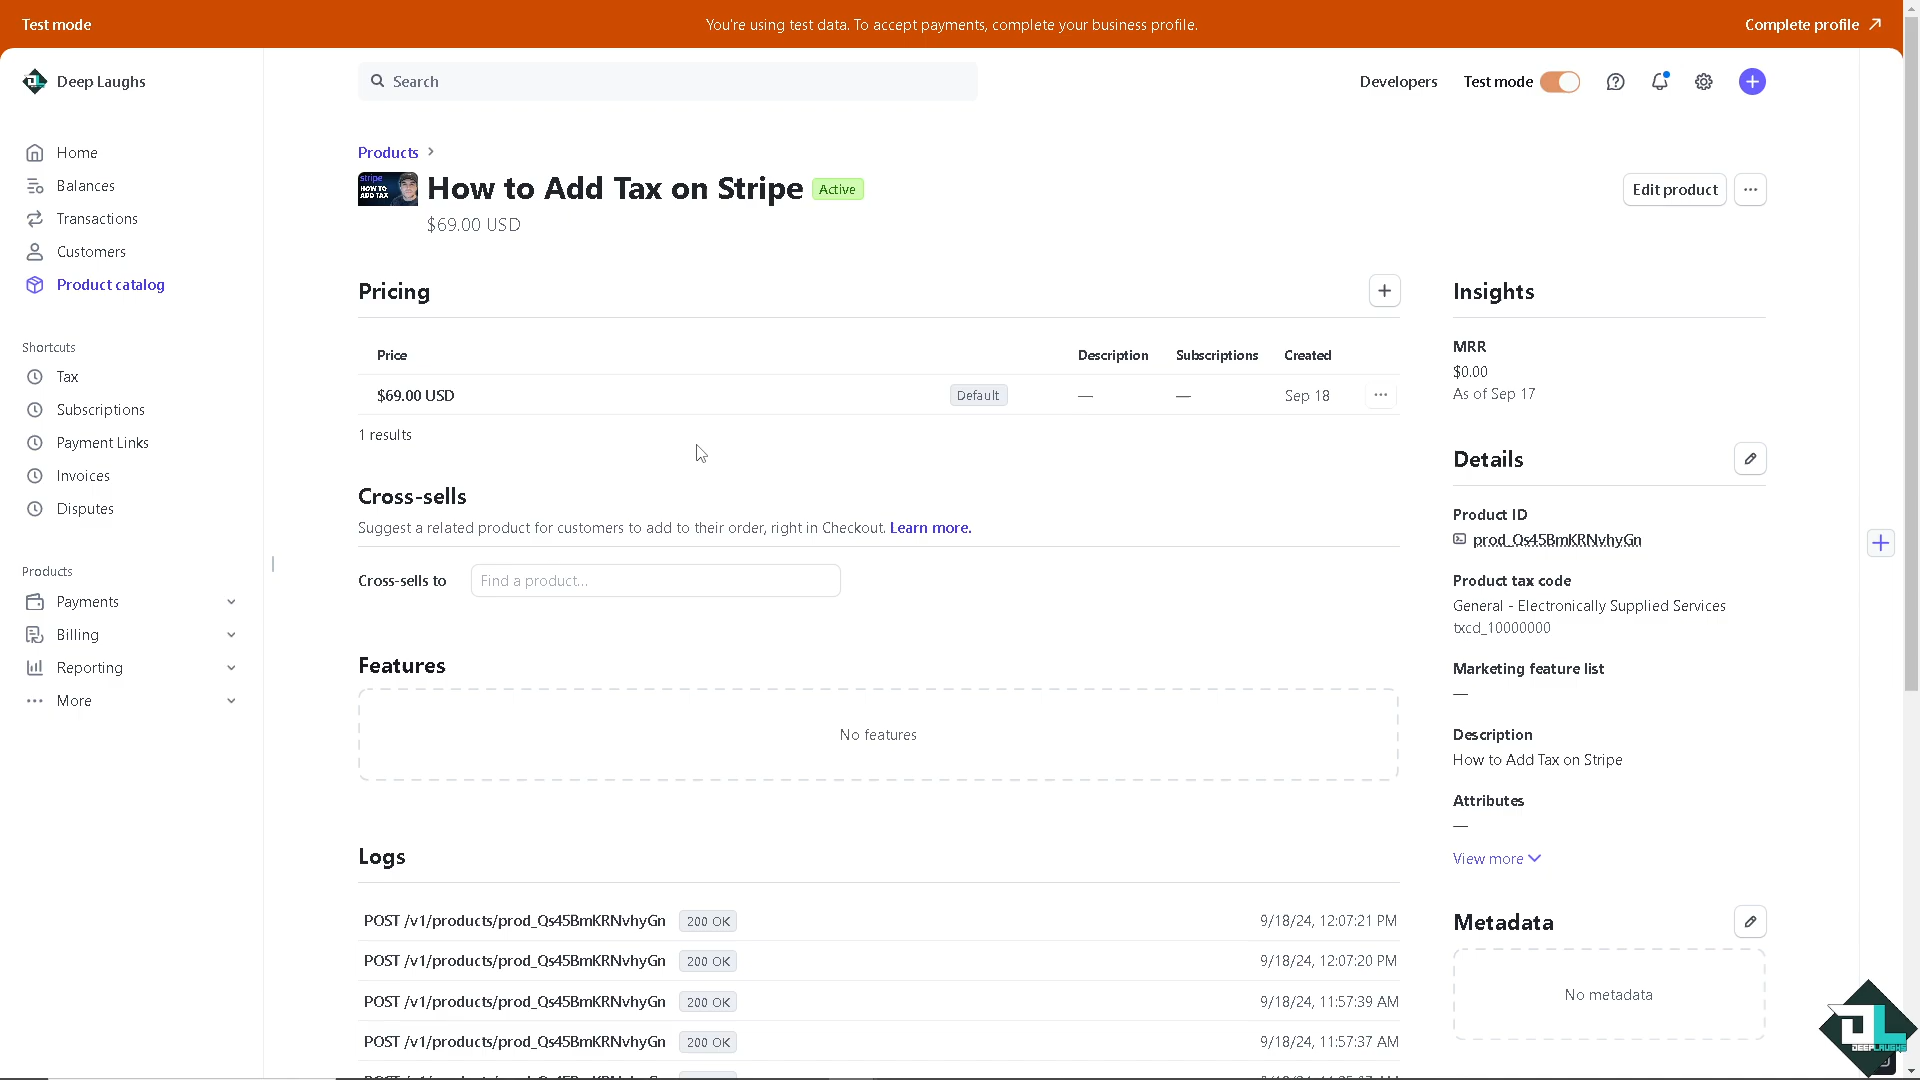 Test mode
You're using test data. To accept payments, complete your business profile.
Complete profile
Deep Laughs
Search
Developers
Test mode
Home
Balances
Transactions
Customers
Product catalog
Shortcuts
Tax
Subscriptions
Payment Links
Invoices
Disputes
Products
Payments
Billing
Reporting
More
Products
stripe
HOW TO
ADD TAX
How to Add Tax on Stripe
Active
$69.00 USD
Edit product
Pricing
Price Description Subscriptions Created
$69.00 USD Default — — Sep 18
1 results
Cross-sells
Suggest a related product for customers to add to their order, right in Checkout. Learn more.
Cross-sells to
Find a product...
Features
No features
Logs
POST /v1/products/prod_Qs45BmKRNvhyGn 200 OK 9/18/24, 12:07:21 PM
POST /v1/products/prod_Qs45BmKRNvhyGn 200 OK 9/18/24, 12:07:20 PM
POST /v1/products/prod_Qs45BmKRNvhyGn 200 OK 9/18/24, 11:57:39 AM
POST /v1/products/prod_Qs45BmKRNvhyGn 200 OK 9/18/24, 11:57:37 AM
Insights
MRR
$0.00
As of Sep 17
Details
Product ID
prod_Qs45BmKRNvhyGn
Product tax code
General - Electronically Supplied Services
txcd_10000000
Marketing feature list
—
Description
How to Add Tax on Stripe
Attributes
—
View more
Metadata
No metadata
DEEPLAUGHS